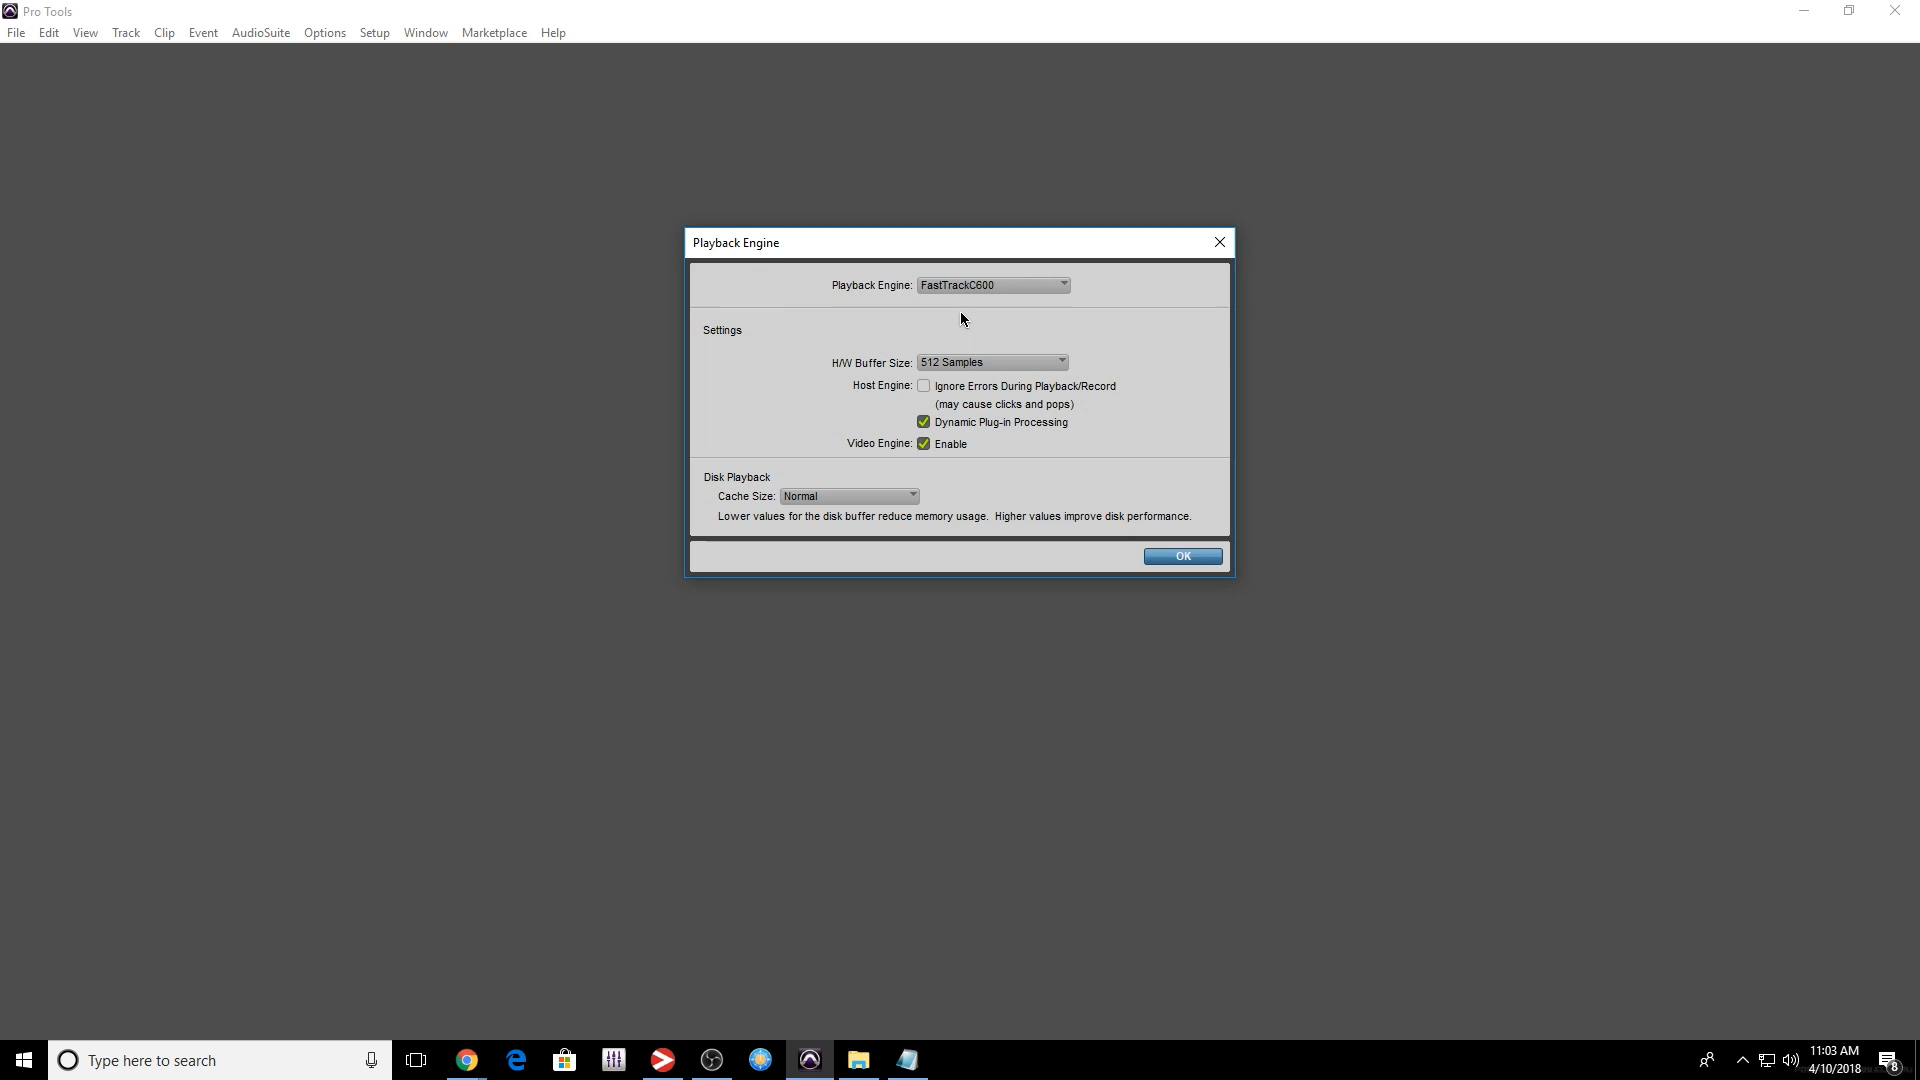 Pro Tools
File Edit View Track Clip Event AudioSuite Options Setup Window Marketplace Help
Playback Engine
Playback Engine: FastTrackC600
Settings
H/W Buffer Size: 512 Samples
Host Engine: Ignore Errors During Playback/Record
(may cause clicks and pops)
Dynamic Plug-in Processing
Video Engine: Enable
Disk Playback
Cache Size: Normal
Lower values for the disk buffer reduce memory usage. Higher values improve disk performance.
OK
Type here to search
11:03 AM
4/10/2018
8